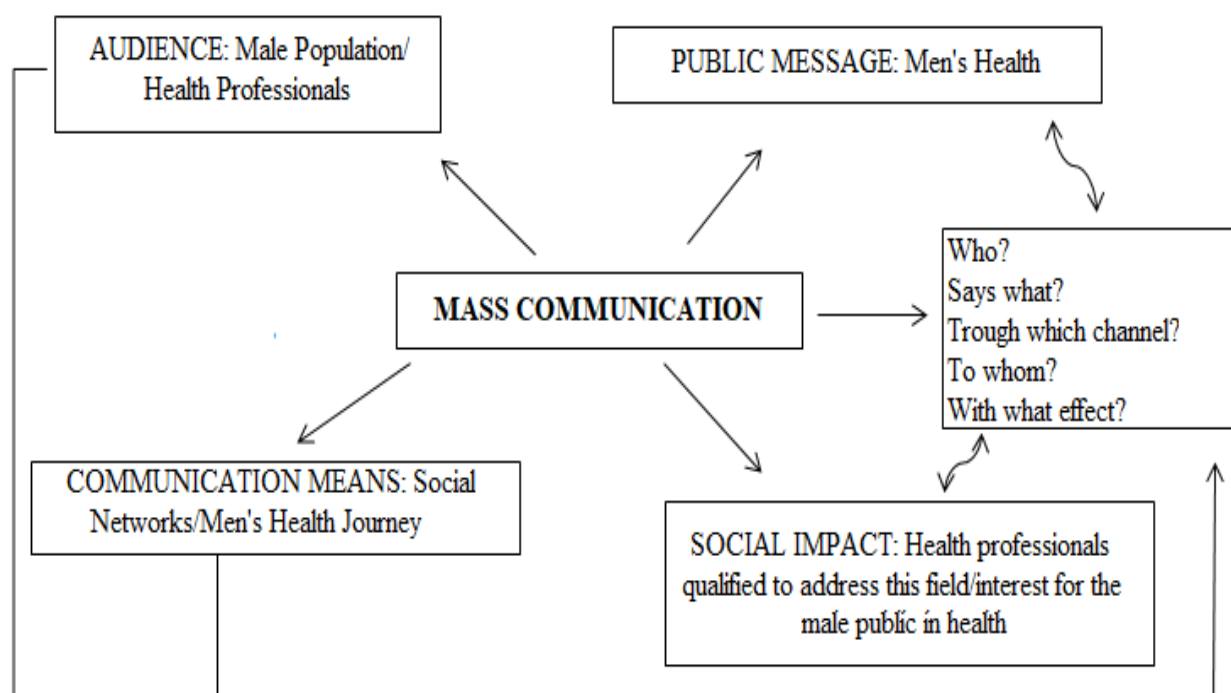 AUDIENCE: Male Population/
Health Professionals
PUBLIC MESSAGE: Men's Health
MASS COMMUNICATION
Who?
Says what?
Trough which channel?
To whom?
With what effect?
COMMUNICATION MEANS: Social
Networks/Men's Health Journey
SOCIAL IMPACT: Health professionals
qualified to address this field/interest for the
male public in health